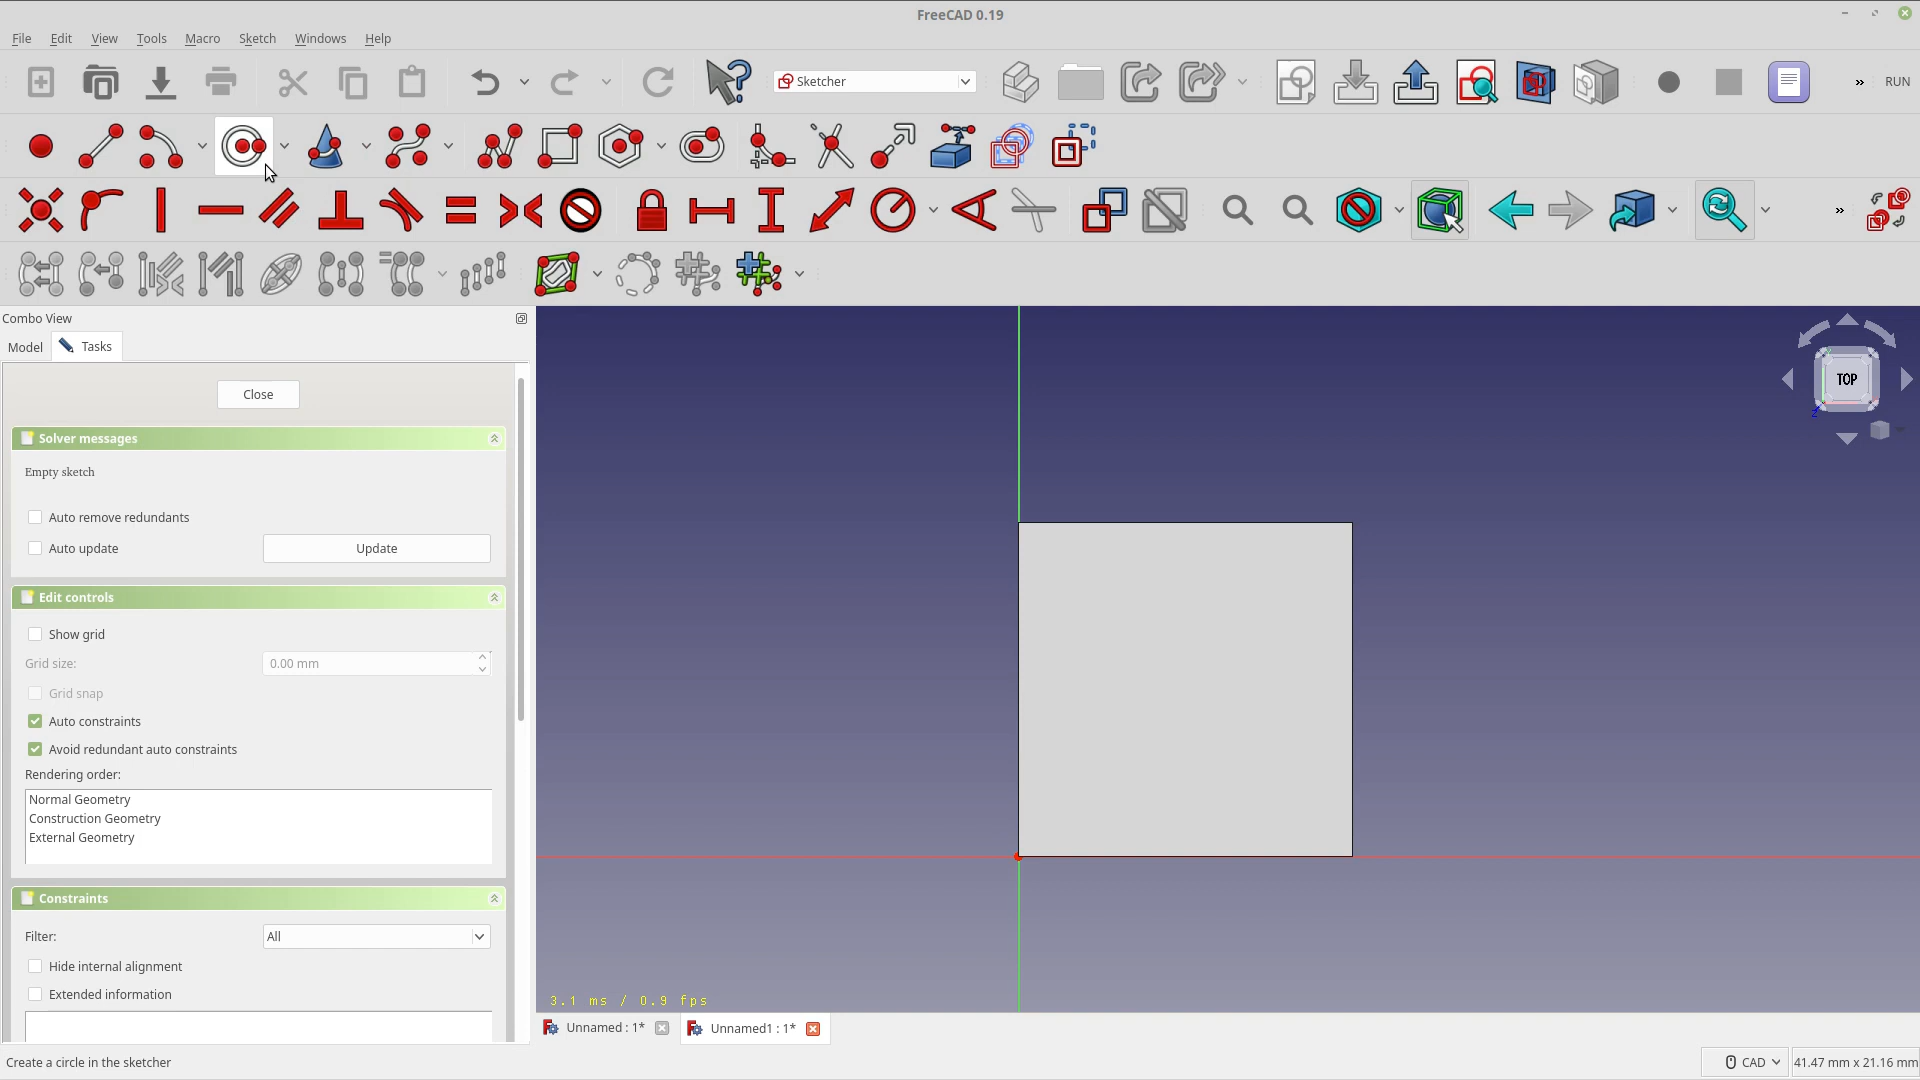 FreeCAD 0.19
File Edit View Tools Macro Sketch Windows Help
Sketcher
» RUN
»
Combo View
Model Tasks
Close
Solver messages
Empty sketch
Auto remove redundants
Auto update Update
Edit controls
Show grid
Grid size: 0.00 mm
Grid snap
Auto constraints
Avoid redundant auto constraints
Rendering order:
Normal Geometry
Construction Geometry
External Geometry
Constraints
Filter: All
Hide internal alignment
Extended information
TOP
Z
3.1 ms / 0.9 fps
Unnamed : 1* Unnamed1 : 1*
Create a circle in the sketcher
CAD 41.47 mm x 21.16 mm